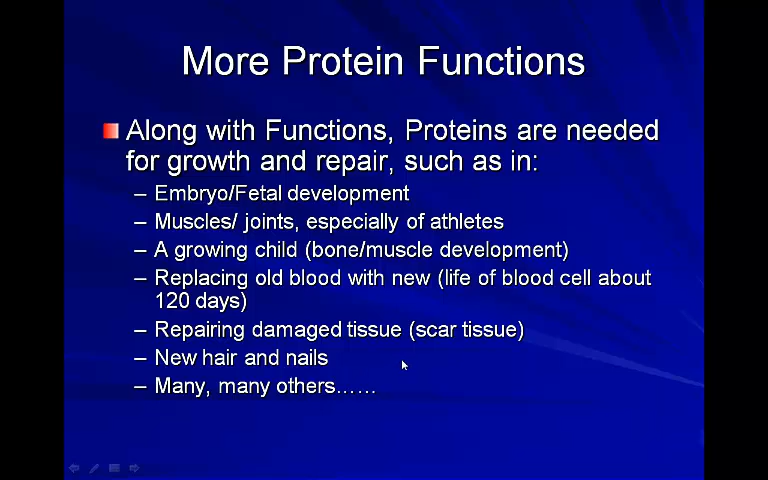 More Protein Functions
Along with Functions, Proteins are needed
for growth and repair, such as in:
– Embryo/Fetal development
– Muscles/ joints, especially of athletes
– A growing child (bone/muscle development)
– Replacing old blood with new (life of blood cell about
120 days)
– Repairing damaged tissue (scar tissue)
– New hair and nails
– Many, many others……